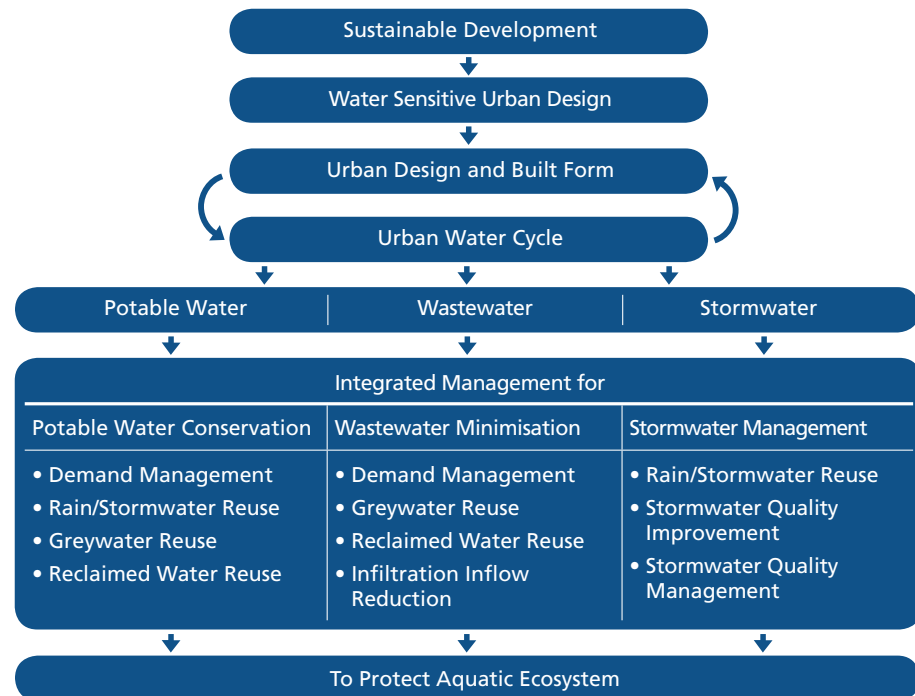 Sustainable Development
Water Sensitive Urban Design
Urban Design and Built Form
Urban Water Cycle
Potable Water
Wastewater
Stormwater
Integrated Management for
Potable Water Conservation
• Demand Management
• Rain/Stormwater Reuse
• Greywater Reuse
• Reclaimed Water Reuse
Wastewater Minimisation
• Demand Management
• Greywater Reuse
• Reclaimed Water Reuse
• Infiltration Inflow
Reduction
Stormwater Management
• Rain/Stormwater Reuse
• Stormwater Quality
Improvement
• Stormwater Quality
Management
To Protect Aquatic Ecosystem